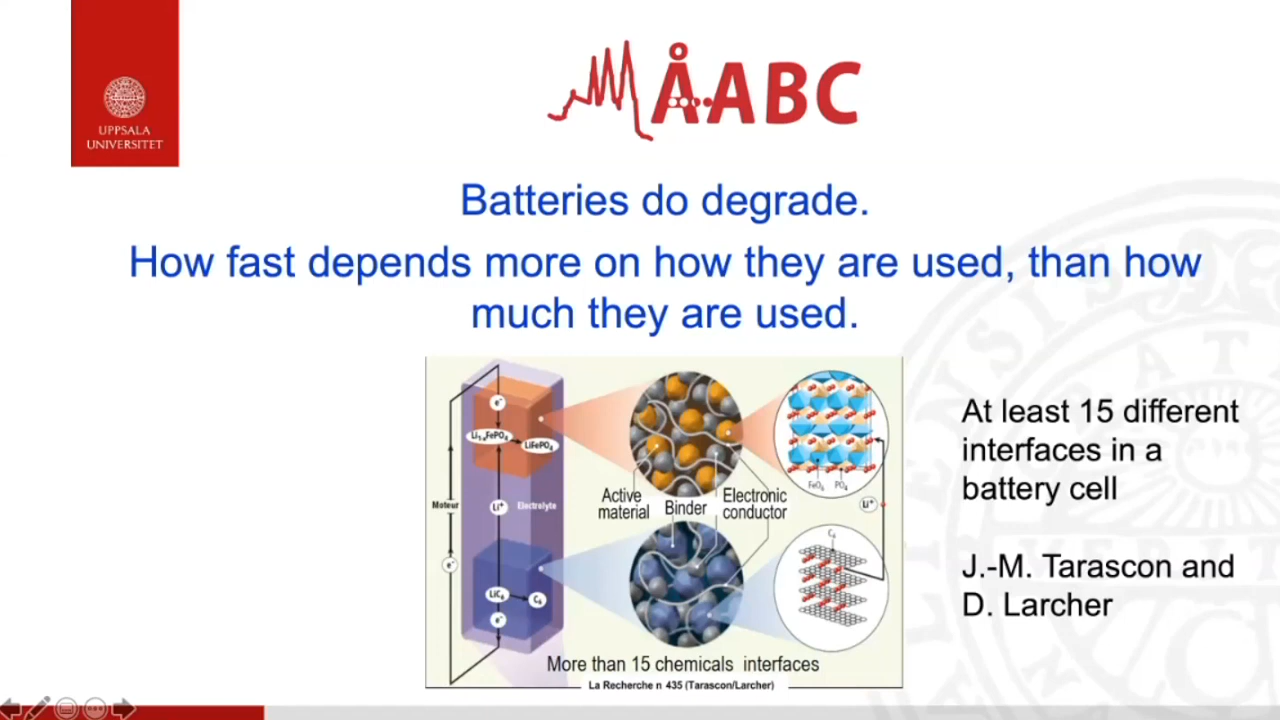 UPPSALA
UNIVERSITET
ÅABC
Batteries do degrade.
How fast depends more on how they are used, than how
much they are used.
e⁻
Li₁₋ₓFePO₄
LiFePO₄
Moteur
Li⁺
Electrolyte
e⁻
LiC₆
C₆
e⁻
Active
material
Binder
Electronic
conductor
FeO₆
PO₄
Li⁺
C₆
More than 15 chemicals interfaces
La Recherche n 435 (Tarascon/Larcher)
At least 15 different
interfaces in a
battery cell
J.-M. Tarascon and
D. Larcher